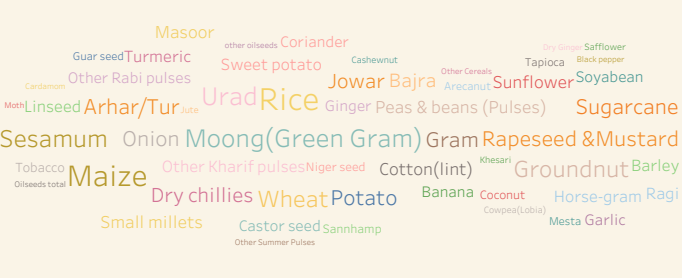 Masoor
other oilseeds Coriander
Dry Ginger Safflower
Guar seed Turmeric
Cashewnut
Tapioca Black pepper
Sweet potato
Other Rabi pulses
Other Cereals
Soyabean
Cardamom
Jowar Bajra Arecanut Sunflower
Moth Linseed Arhar/Tur Jute Urad Rice Ginger Peas & beans (Pulses) Sugarcane
Sesamum Onion Moong(Green Gram) Gram Rapeseed &Mustard
Tobacco Other Kharif pulses Niger seed Cotton(lint) Khesari Groundnut Barley
Oilseeds total Maize
Dry chillies Wheat Potato Banana Coconut Horse-gram Ragi
Cowpea(Lobia)
Small millets Castor seed Sannhamp Mesta Garlic
Other Summer Pulses